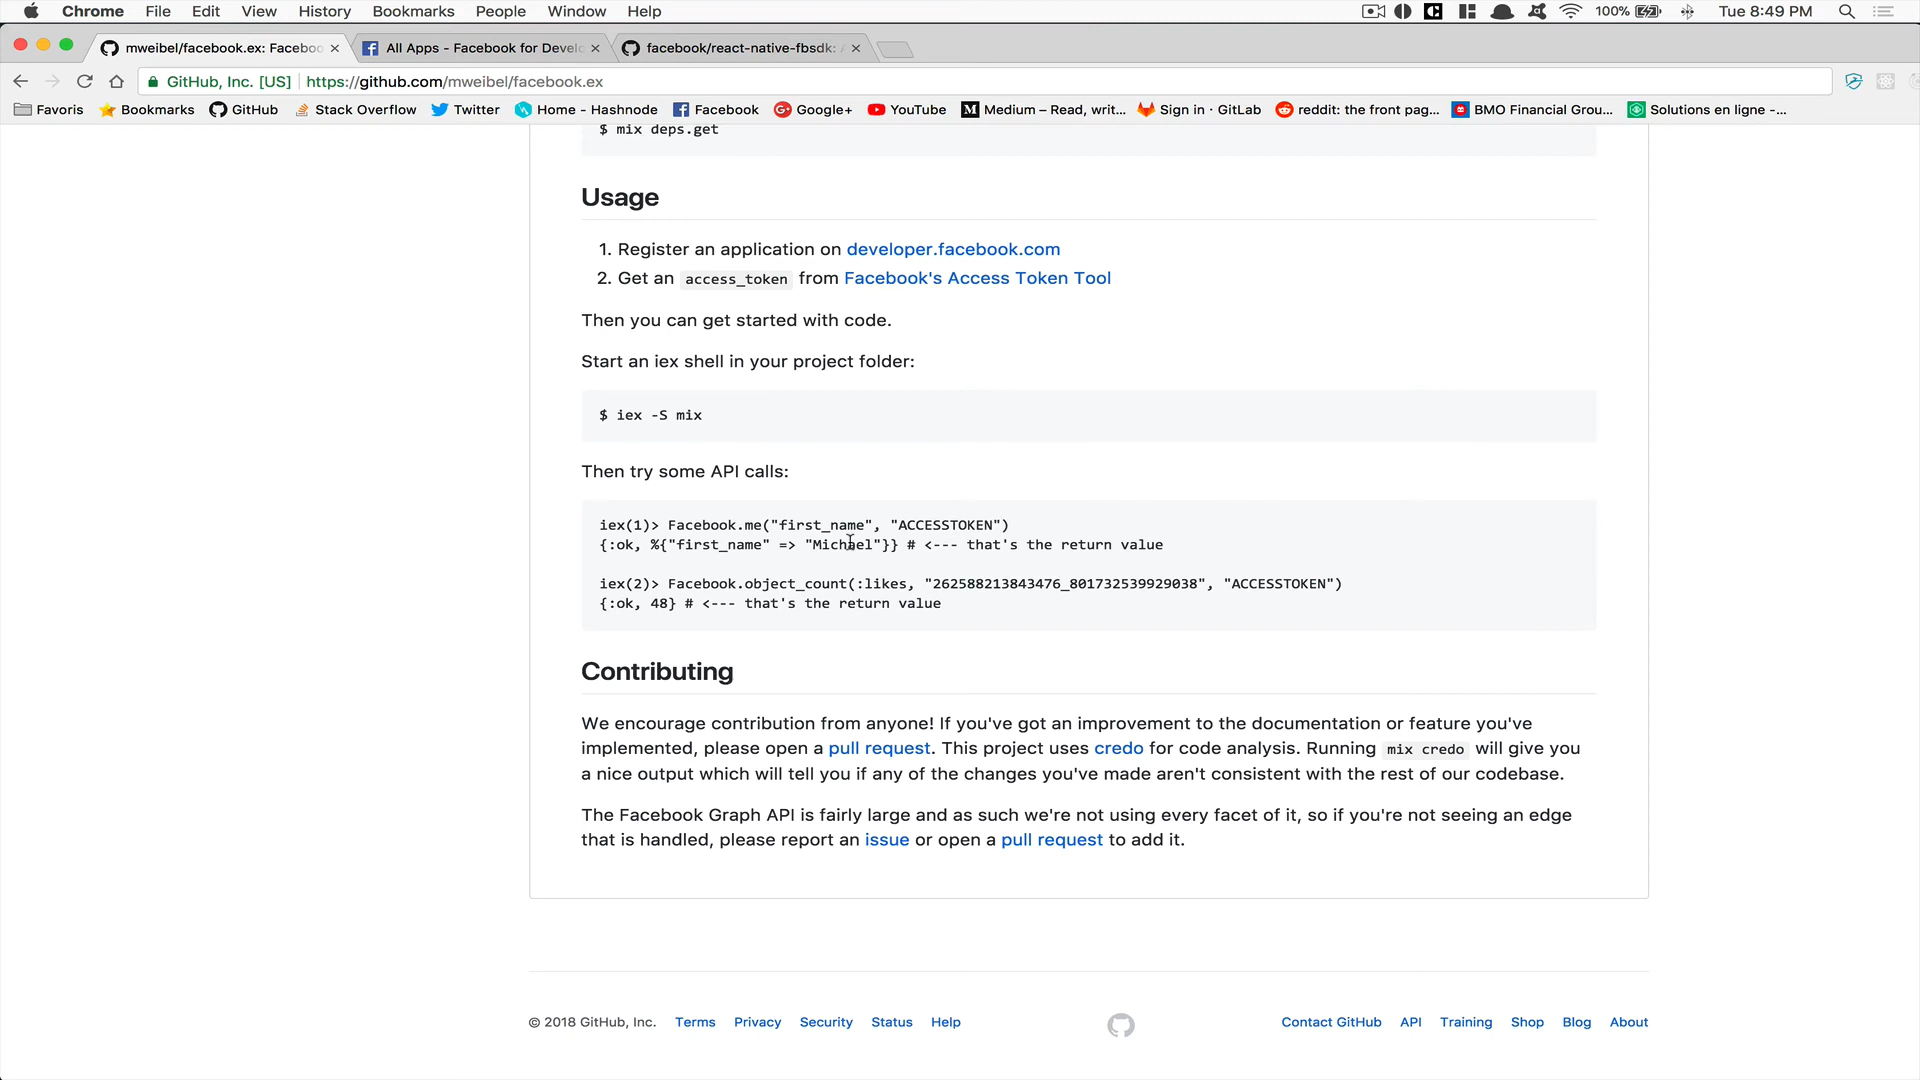 Chrome File Edit View History Bookmarks People Window Help 100% Tue 8:49 PM
mweibel/facebook.ex: Faceboo All Apps - Facebook for Develo facebook/react-native-fbsdk: A
GitHub, Inc. [US] https://github.com/mweibel/facebook.ex
Favoris Bookmarks GitHub Stack Overflow Twitter Home - Hashnode Facebook Google+ YouTube Medium – Read, writ... Sign in · GitLab reddit: the front pag... BMO Financial Grou... Solutions en ligne -...
$ mix deps.get
Usage
1. Register an application on developer.facebook.com
2. Get an access_token from Facebook's Access Token Tool
Then you can get started with code.
Start an iex shell in your project folder:
$ iex -S mix
Then try some API calls:
iex(1)> Facebook.me("first_name", "ACCESSTOKEN")
{:ok, %{"first_name" => "Michael"}} # <--- that's the return value
iex(2)> Facebook.object_count(:likes, "262588213843476_801732539929038", "ACCESSTOKEN")
{:ok, 48} # <--- that's the return value
Contributing
We encourage contribution from anyone! If you've got an improvement to the documentation or feature you've
implemented, please open a pull request. This project uses credo for code analysis. Running mix credo will give you
a nice output which will tell you if any of the changes you've made aren't consistent with the rest of our codebase.
The Facebook Graph API is fairly large and as such we're not using every facet of it, so if you're not seeing an edge
that is handled, please report an issue or open a pull request to add it.
© 2018 GitHub, Inc. Terms Privacy Security Status Help Contact GitHub API Training Shop Blog About